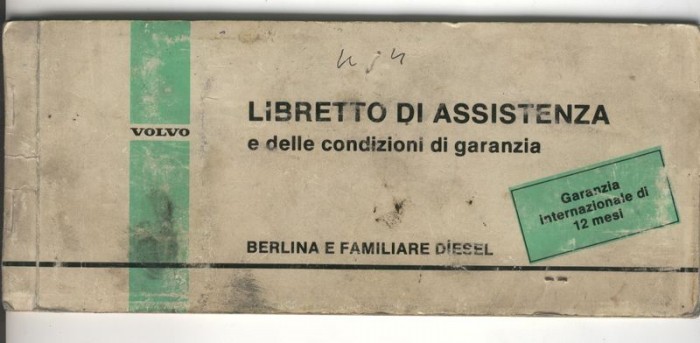 VOLVO
LIBRETTO DI ASSISTENZA
e delle condizioni di garanzia
Garanzia
internazionale di
12 mesi
BERLINA E FAMILIARE DIESEL